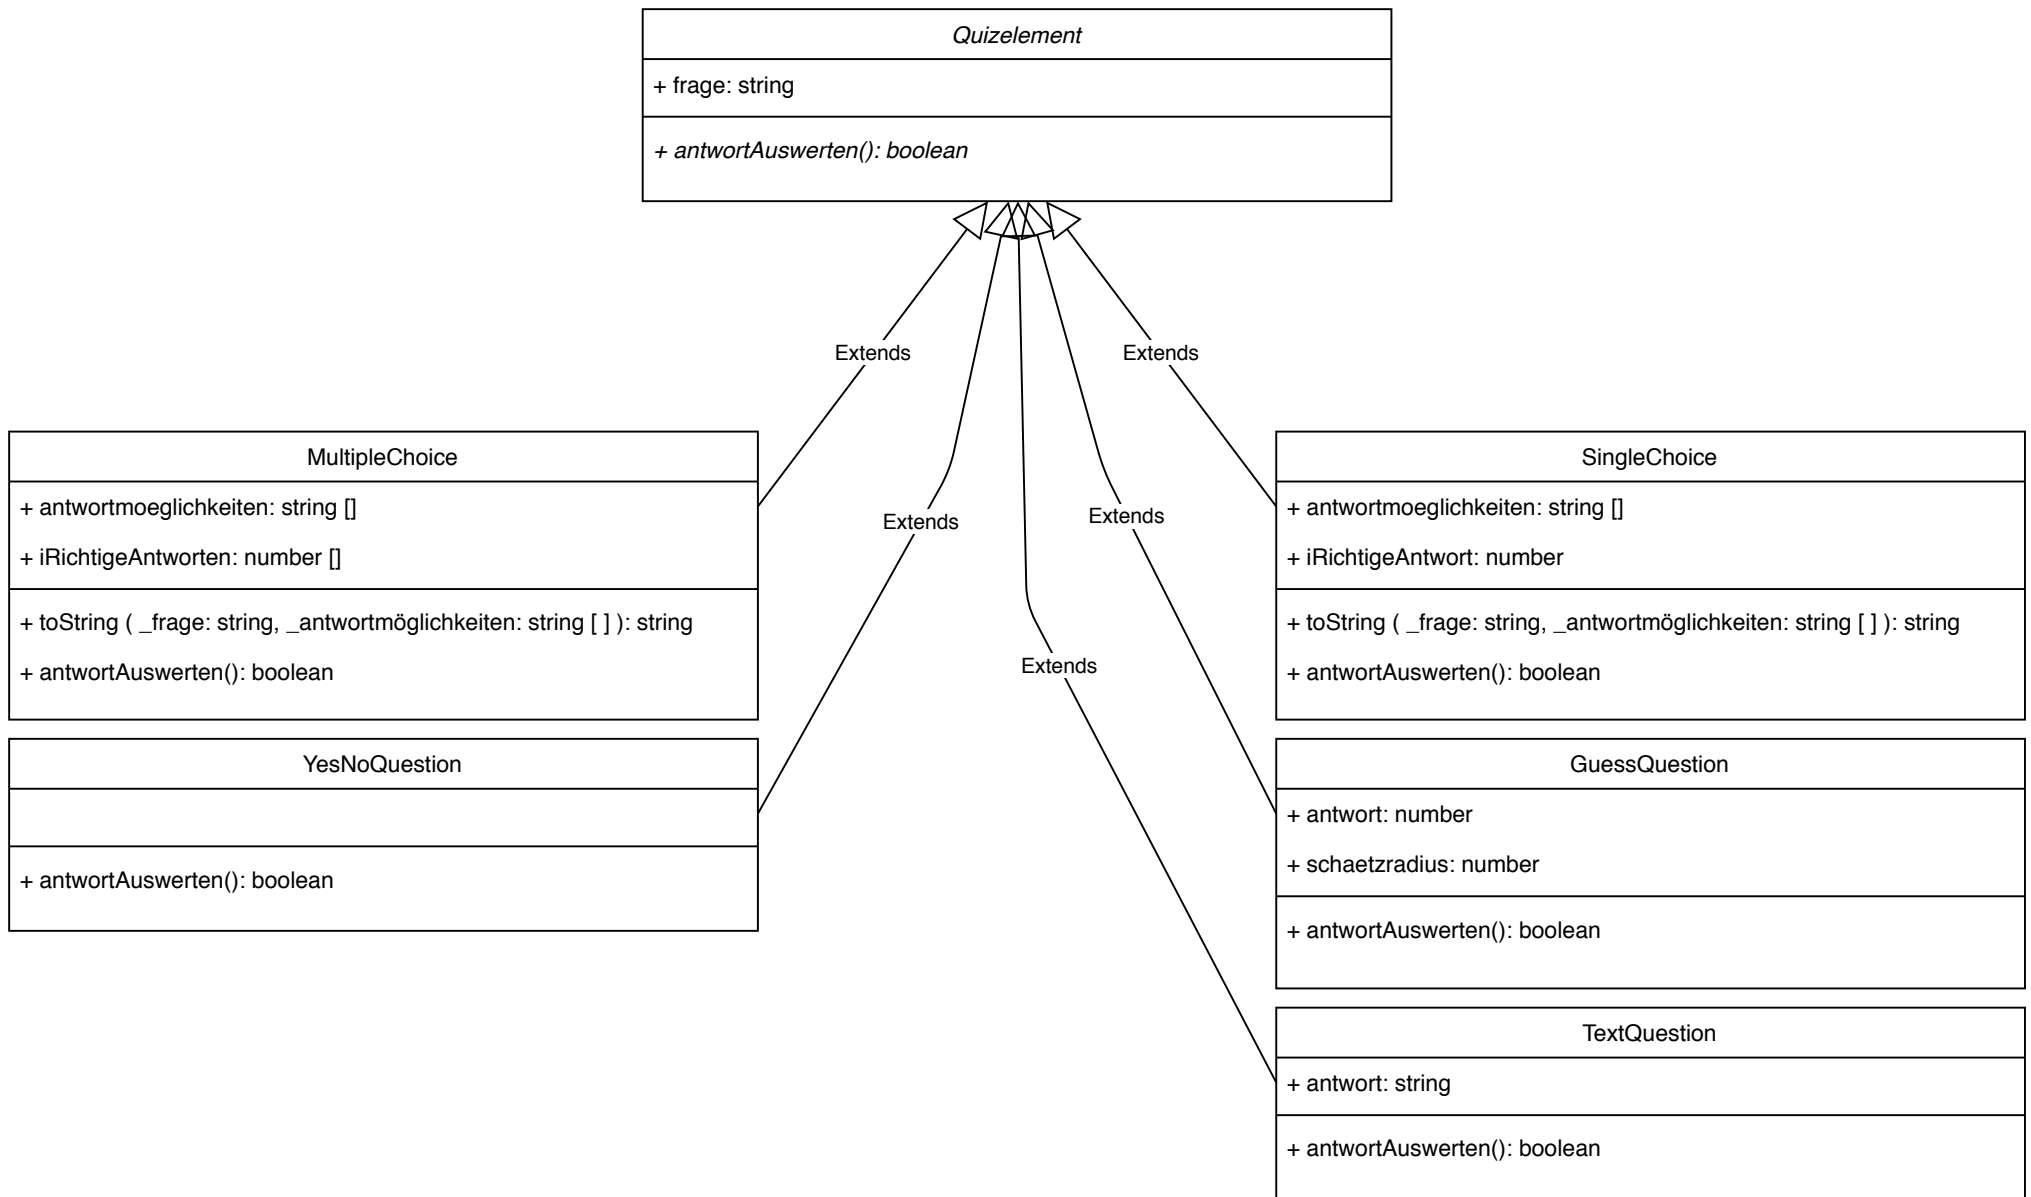 Quizelement
+ frage: string
+ antwortAuswerten(): boolean
Extends
Extends
Extends
Extends
Extends
MultipleChoice
+ antwortmoeglichkeiten: string []
+ iRichtigeAntworten: number []
+ toString ( _frage: string, _antwortmöglichkeiten: string [ ] ): string
+ antwortAuswerten(): boolean
SingleChoice
+ antwortmoeglichkeiten: string []
+ iRichtigeAntwort: number
+ toString ( _frage: string, _antwortmöglichkeiten: string [ ] ): string
+ antwortAuswerten(): boolean
YesNoQuestion
+ antwortAuswerten(): boolean
GuessQuestion
+ antwort: number
+ schaetzradius: number
+ antwortAuswerten(): boolean
TextQuestion
+ antwort: string
+ antwortAuswerten(): boolean